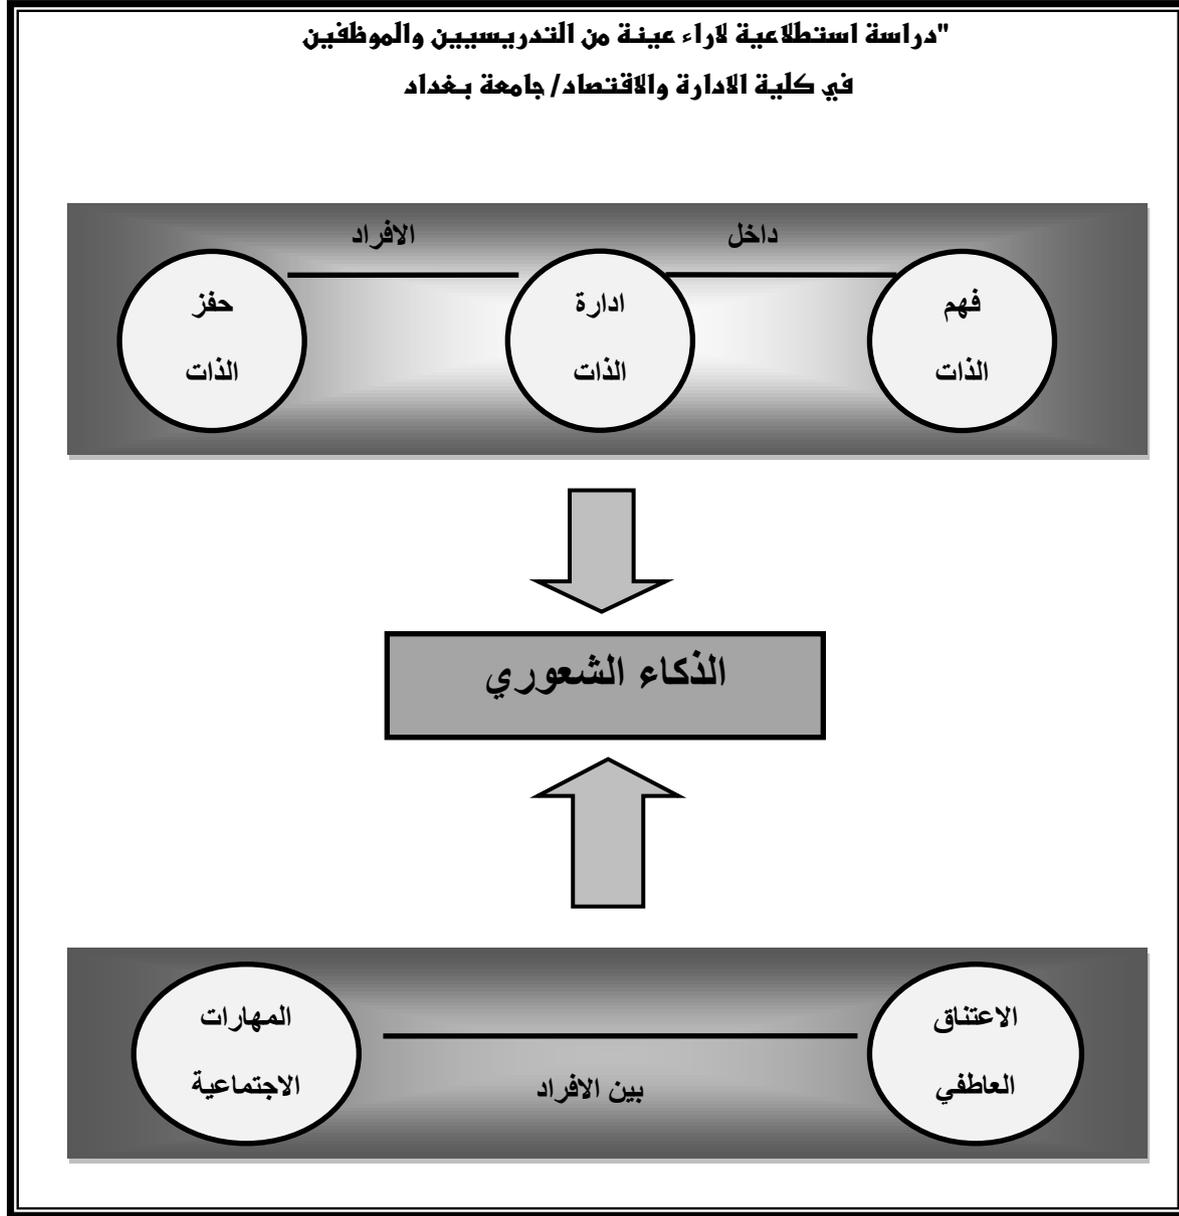 "دراسة استطلاعية لاراء عينة من التدريسيين والموظفين
في كلية الادارة والاقتصاد/ جامعة بغداد
داخل
الافراد
فهم
الذات
ادارة
الذات
حفز
الذات
الذكاء الشعوري
الاعتناق
العاطفي
بين الافراد
المهارات
الاجتماعية